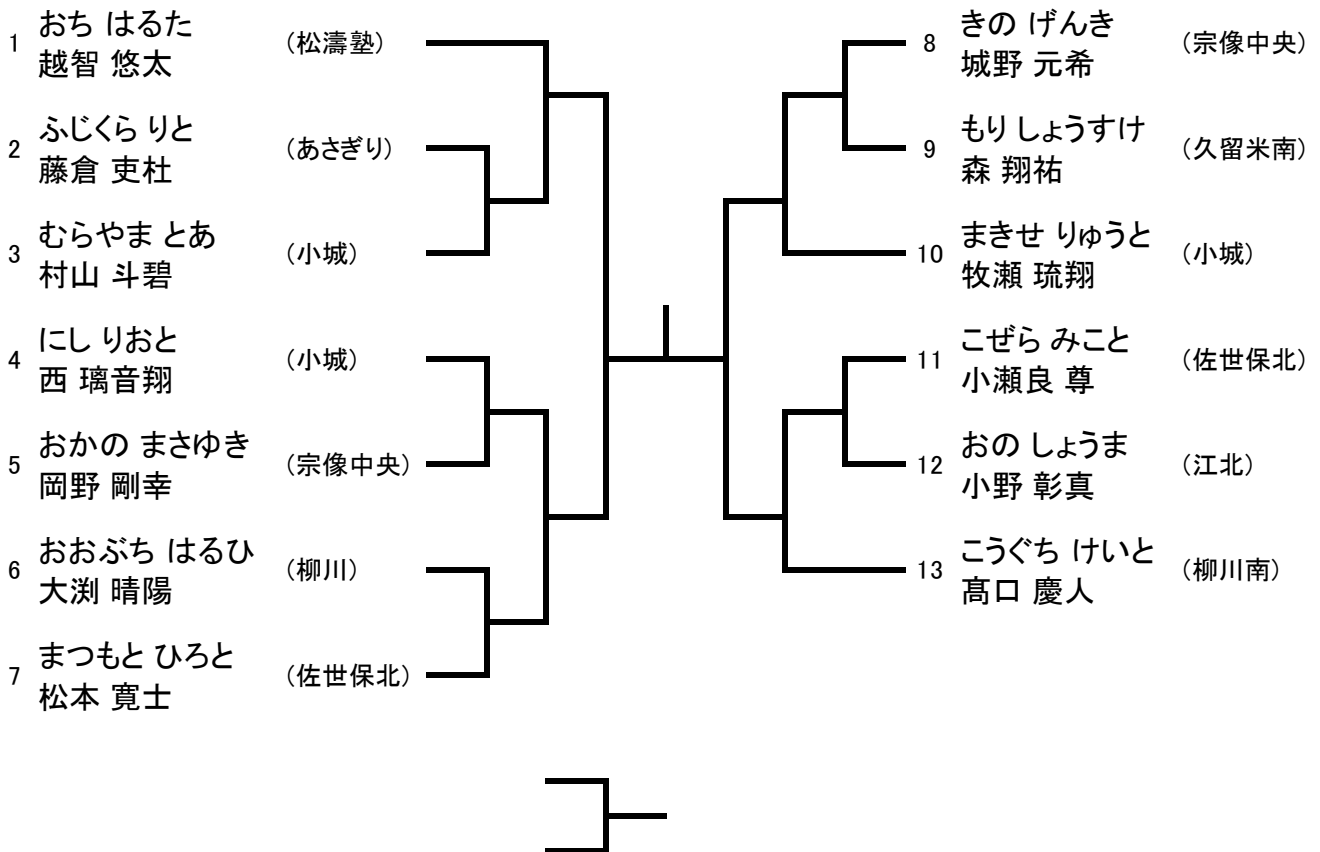 おち はるた
1 越智 悠太 （松濤塾）
ふじくら りと
2 藤倉 吏杜 （あさぎり）
むらやま とあ
3 村山 斗碧 （小城）
にし りおと
4 西 璃音翔 （小城）
おかの まさゆき
5 岡野 剛幸 （宗像中央）
おおぶち はるひ
6 大渕 晴陽 （柳川）
まつもと ひろと
7 松本 寛士 （佐世保北）
きの げんき
8 城野 元希 （宗像中央）
もり しょうすけ
9 森 翔祐 （久留米南）
まきせ りゅうと
10 牧瀬 琉翔 （小城）
こぜら みこと
11 小瀬良 尊 （佐世保北）
おの しょうま
12 小野 彰真 （江北）
こうぐち けいと
13 髙口 慶人 （柳川南）